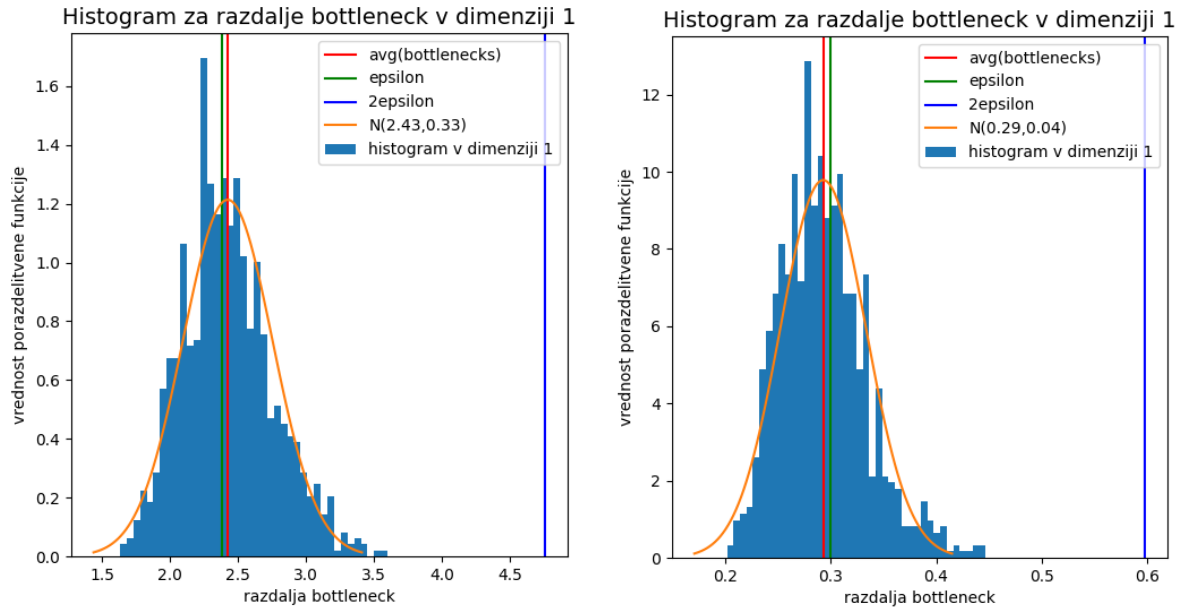 Histogram za razdalje bottleneck v dimenziji 1
avg(bottlenecks)
epsilon
2epsilon
N(2.43,0.33)
histogram v dimenziji 1
vrednost porazdelitvene funkcije
1.6
1.4
1.2
1.0
0.8
0.6
0.4
0.2
0.0
1.5 2.0 2.5 3.0 3.5 4.0 4.5
razdalja bottleneck
Histogram za razdalje bottleneck v dimenziji 1
avg(bottlenecks)
epsilon
2epsilon
N(0.29,0.04)
histogram v dimenziji 1
vrednost porazdelitvene funkcije
12
10
8
6
4
2
0
0.2 0.3 0.4 0.5 0.6
razdalja bottleneck